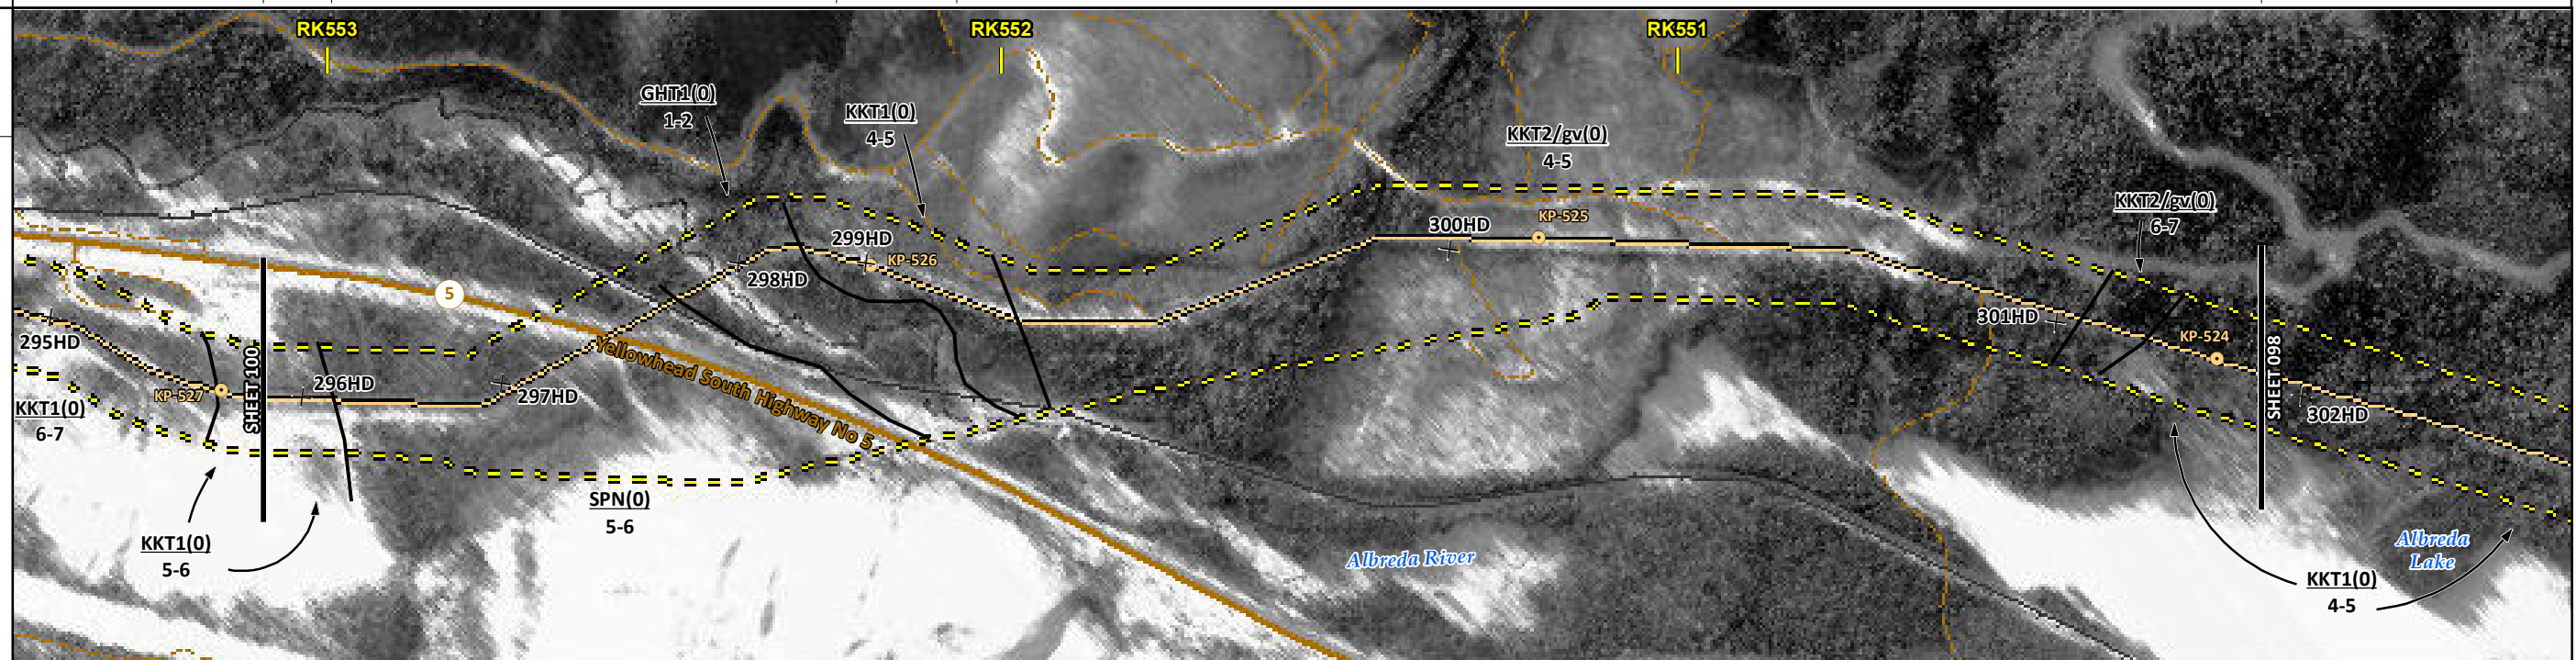 RK553
RK552
RK551
GHT1(0)
1-2
KKT1(0)
4-5
KKT2/gv(0)
4-5
KKT2/gv(0)
6-7
300HD
KP-525
299HD
KP-526
298HD
5
301HD
KP-524
295HD
KP-527
SHEET 100
296HD
297HD
Yellowhead South Highway No 5
SHEET 098
302HD
KKT1(0)
6-7
SPN(0)
5-6
KKT1(0)
5-6
Albreda River
Albreda
Lake
KKT1(0)
4-5